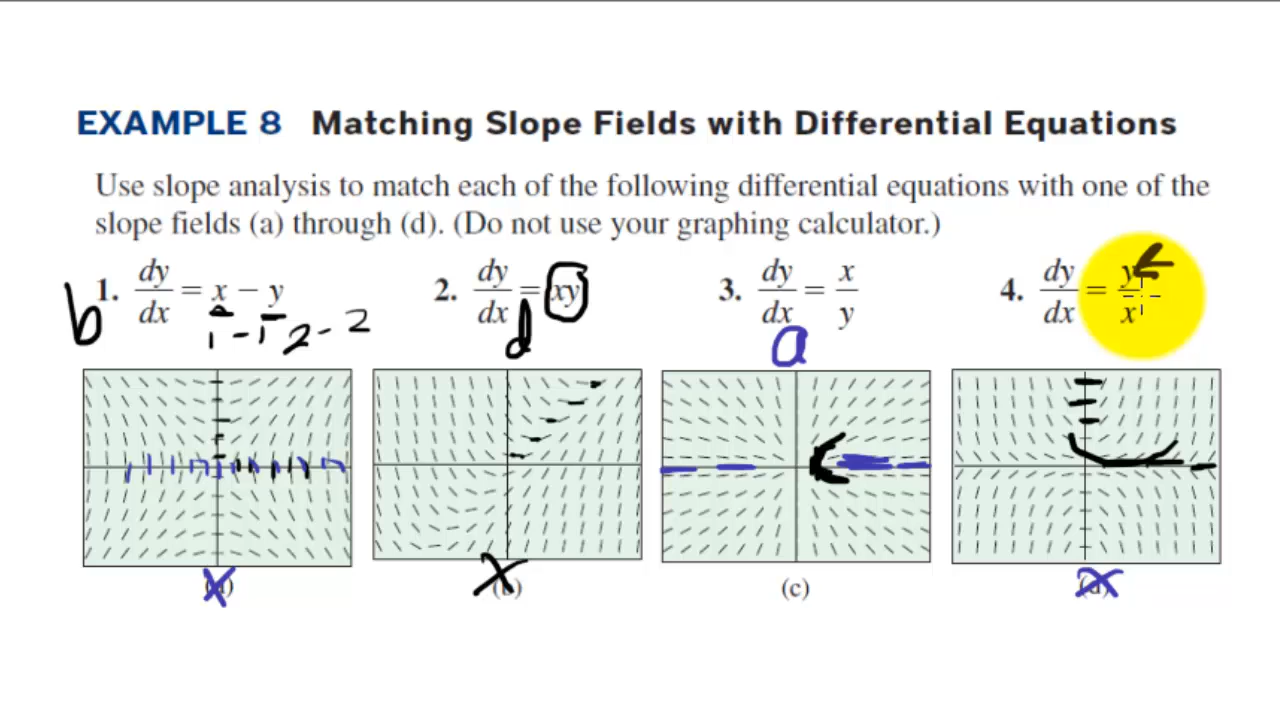 EXAMPLE 8 Matching Slope Fields with Differential Equations
Use slope analysis to match each of the following differential equations with one of the
slope fields (a) through (d). (Do not use your graphing calculator.)
b 1. dy/dx = x − y
1 - 1 2 - 2
2. dy/dx = xy
d
3. dy/dx = x/y
a
4. dy/dx = y/x
(c)